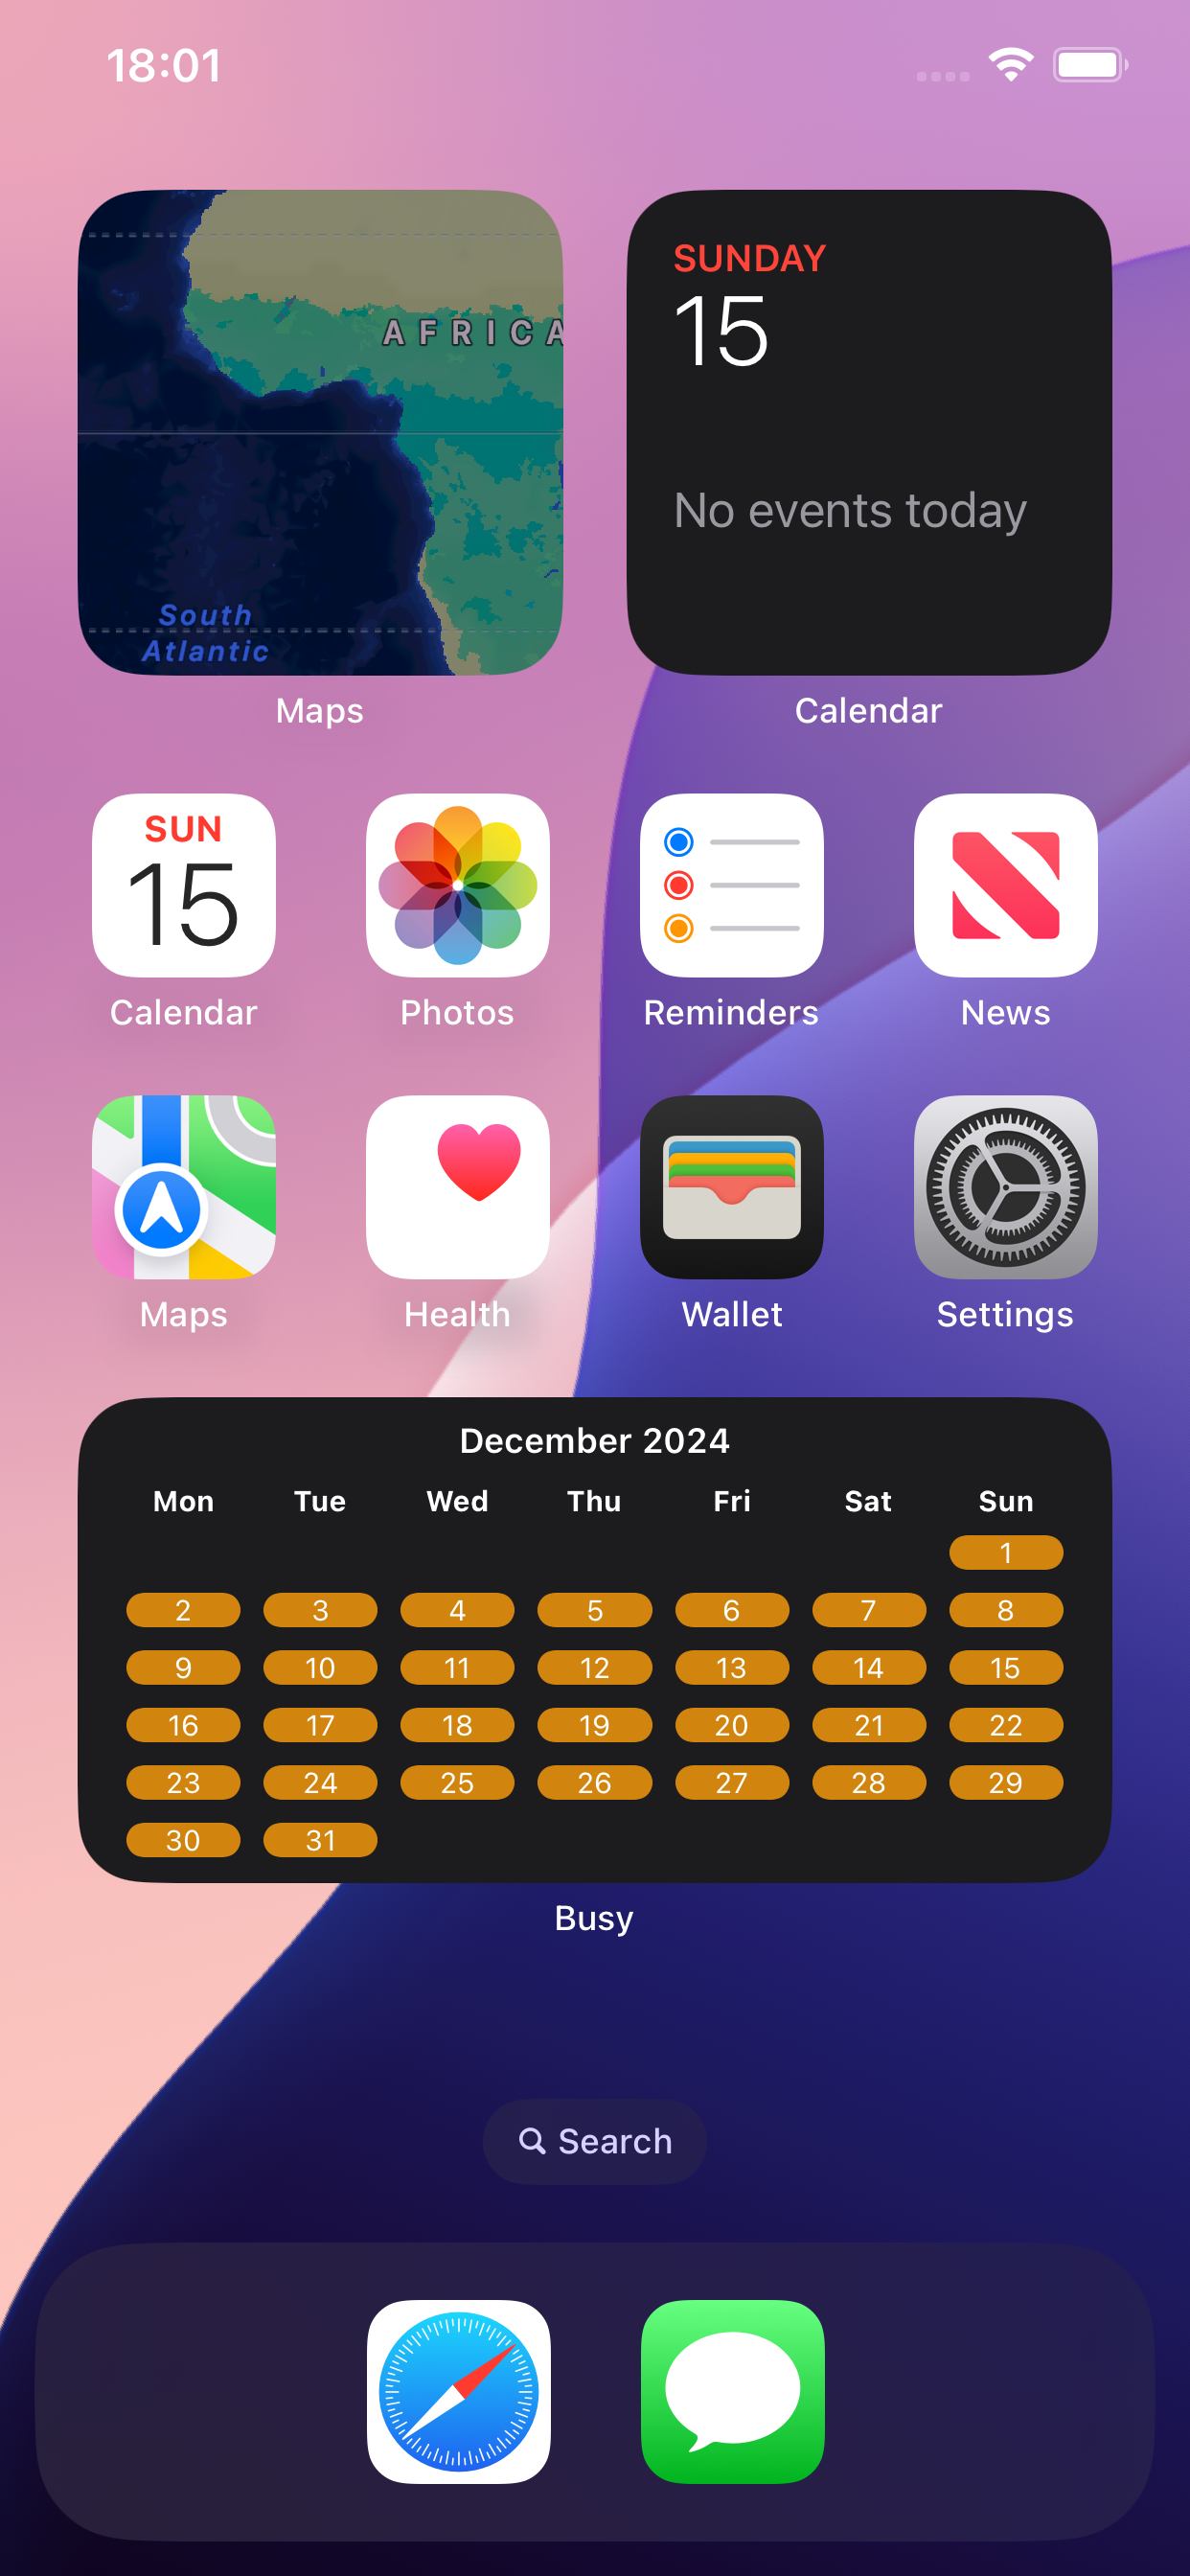 18:01
AFRICA
South
Atlantic
SUNDAY
15
No events today
Maps
Calendar
SUN
15
Calendar
Photos
Reminders
News
Maps
Health
Wallet
Settings
December 2024
Mon Tue Wed Thu Fri Sat Sun
1
2 3 4 5 6 7 8
9 10 11 12 13 14 15
16 17 18 19 20 21 22
23 24 25 26 27 28 29
30 31
Busy
Search